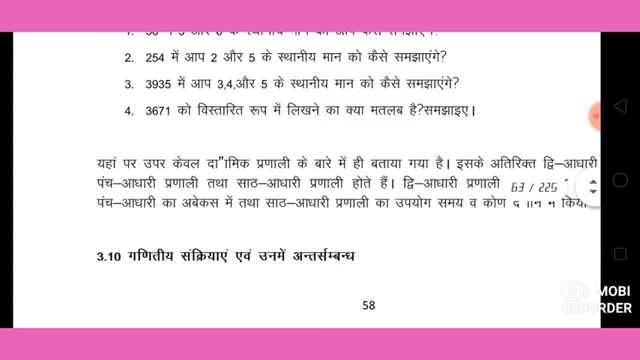 2. 254 में आप 2 और 5 के स्थानीय मान को कैसे समझाएंगे?
3. 3935 में आप 3,4,और 5 के स्थानीय मान को कैसे समझाएंगे?
4. 3671 को विस्तारित रूप में लिखने का क्या मतलब है?समझाइए।
यहां पर उपर केवल दा”ामिक प्रणाली के बारे में ही बताया गया है। इसके अतिरिक्त द्वि–आधारी
पंच–आधारी प्रणाली तथा साठ–आधारी प्रणाली होते हैं। द्वि–आधारी प्रणाली
63 / 225
पंच–आधारी का अबेकस में तथा साठ–आधारी प्रणाली का उपयोग समय व कोण
3.10 गणितीय संक्रियाएं एवं उनमें अन्तर्सम्बन्ध
58
MOBI
RECORDER